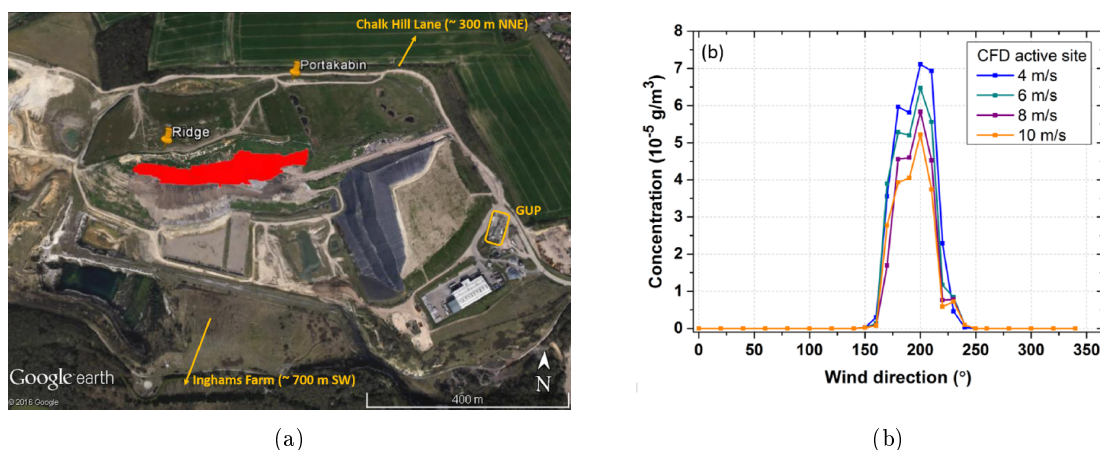 Chalk Hill Lane (~ 300 m NNE)
Portakabin
Ridge
GUP
Inghams Farm (~ 700 m SW)
Google earth
© 2016 Google
400 m
N
(a)
(b)
CFD active site
4 m/s
6 m/s
8 m/s
10 m/s
Concentration (10⁻⁵ g/m³)
8
7
6
5
4
3
2
1
0
0 50 100 150 200 250 300 350
Wind direction (°)
(b)